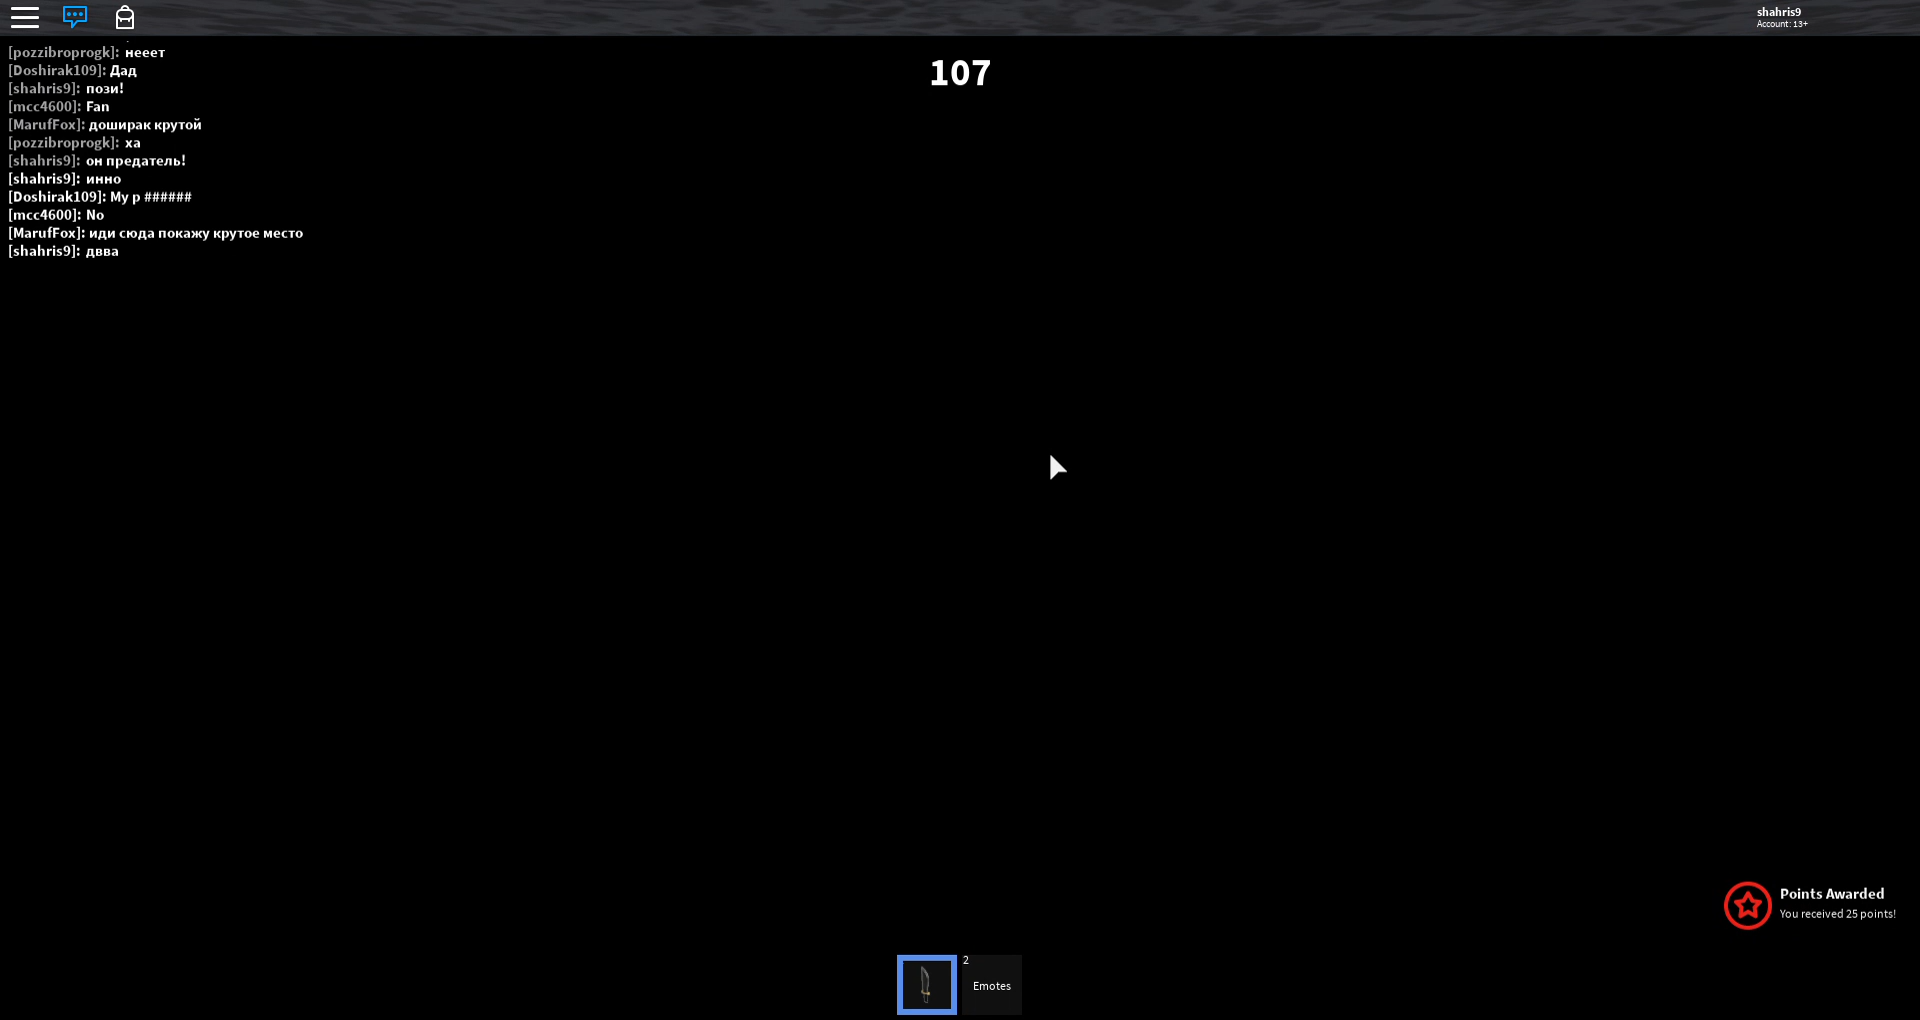 shahris9
Account: 13+
[pozzibroprogk]: нееет
[Doshirak109]: Дад
[shahris9]: пози!
[mcc4600]: Fan
[MarufFox]: доширак крутой
[pozzibroprogk]: ха
[shahris9]: он предатель!
[shahris9]: инно
[Doshirak109]: Му р ######
[mcc4600]: No
[MarufFox]: иди сюда покажу крутое место
[shahris9]: двва
107
Points Awarded
You received 25 points!
2
Emotes